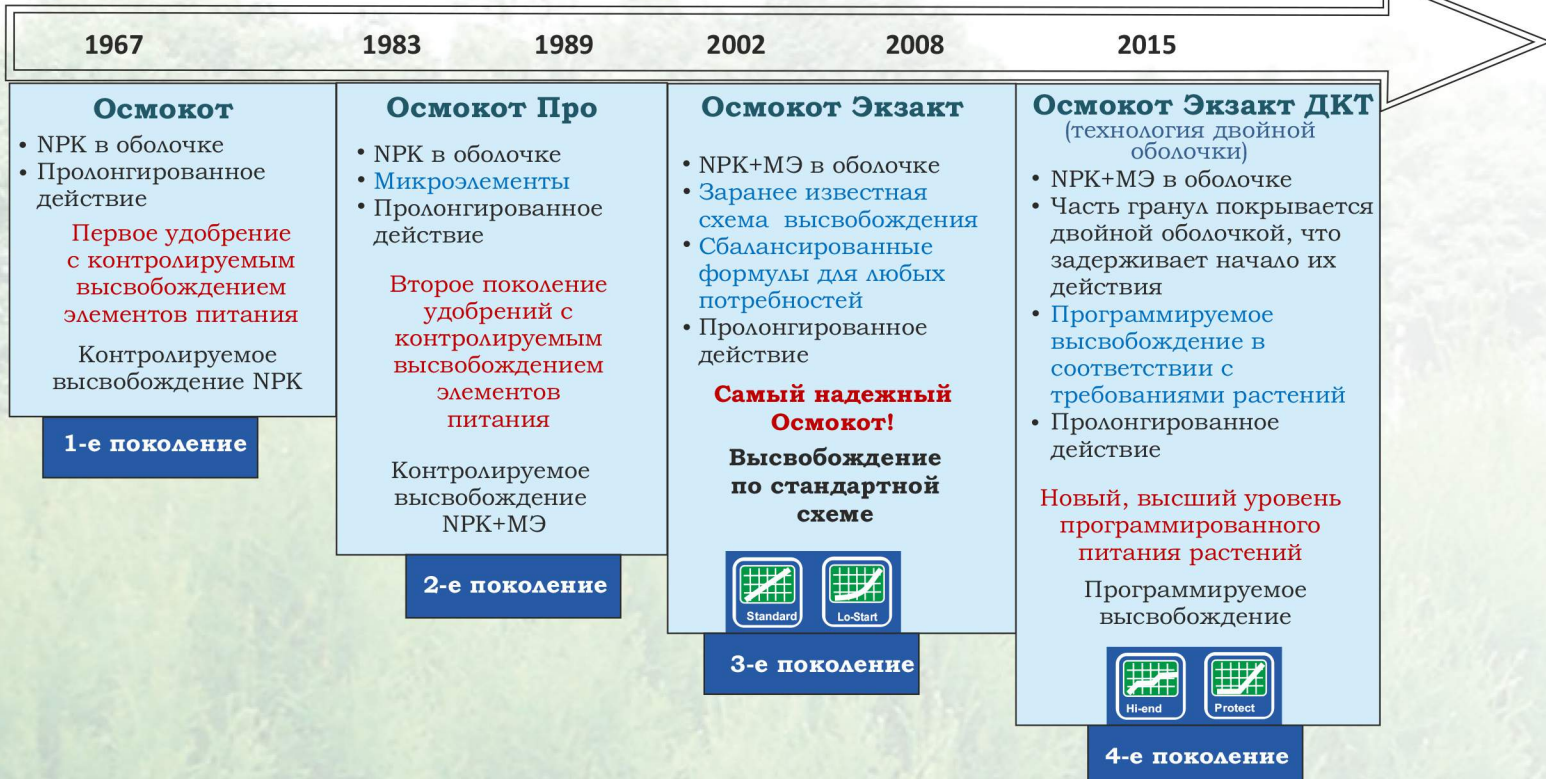 1967 1983 1989 2002 2008 2015
Осмокот
• NPК в оболочке
• Пролонгированное
действие
Первое удобрение
с контролируемым
высвобождением
элементов питания
Контролируемое
высвобождение NPK
1-е поколение
Осмокот Про
• NPК в оболочке
• Микроэлементы
• Пролонгированное
действие
Второе поколение
удобрений с
контролируемым
высвобождением
элементов
питания
Контролируемое
высвобождение
NPK+МЭ
2-е поколение
Осмокот Экзакт
• NPК+МЭ в оболочке
• Заранее известная
схема высвобождения
• Сбалансированные
формулы для любых
потребностей
• Пролонгированное
действие
Самый надежный
Осмокот!
Высвобождение
по стандартной
схеме
Standard Lo-Start
3-е поколение
Осмокот Экзакт ДКТ
(технология двойной
оболочки)
• NPК+МЭ в оболочке
• Часть гранул покрывается
двойной оболочкой, что
задерживает начало их
действия
• Программируемое
высвобождение в
соответствии с
требованиями растений
• Пролонгированное
действие
Новый, высший уровень
программированного
питания растений
Программируемое
высвобождение
Hi-end Protect
4-е поколение